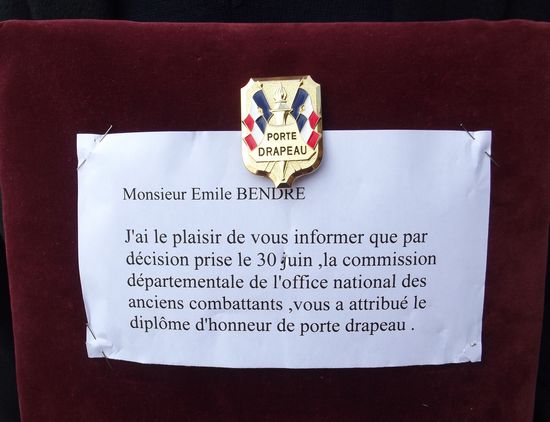 PORTE
DRAPEAU
Monsieur Emile BENDRE
J'ai le plaisir de vous informer que par
décision prise le 30 juin ,la commission
départementale de l'office national des
anciens combattants ,vous a attribué le
diplôme d'honneur de porte drapeau .